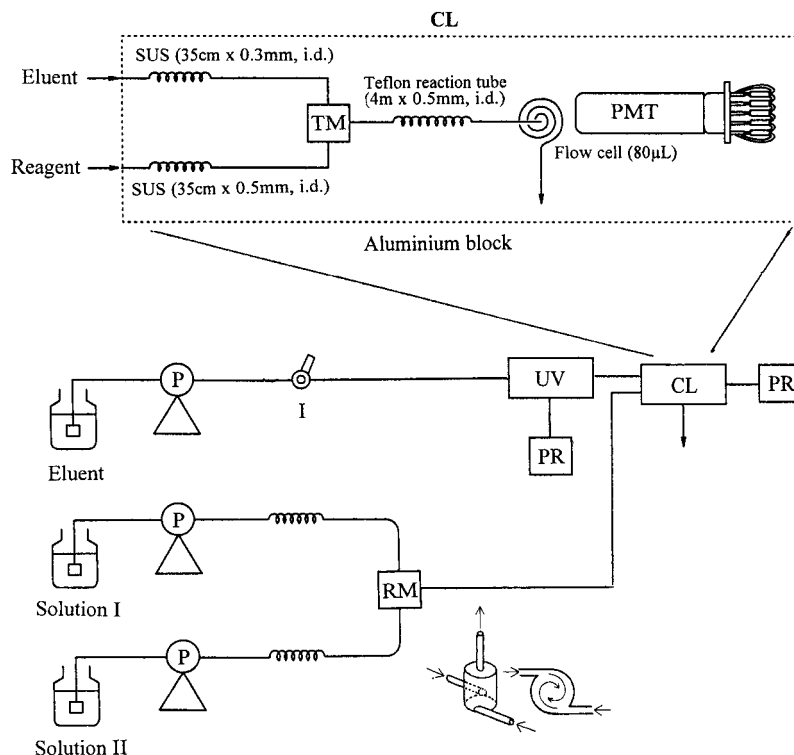 CL
SUS (35cm x 0.3mm, i.d.)
Eluent
Teflon reaction tube
(4m x 0.5mm, i.d.)
TM
PMT
Flow cell (80µL)
Reagent
SUS (35cm x 0.5mm, i.d.)
Aluminium block
P
I
UV
CL
PR
PR
Eluent
P
RM
Solution I
P
Solution II